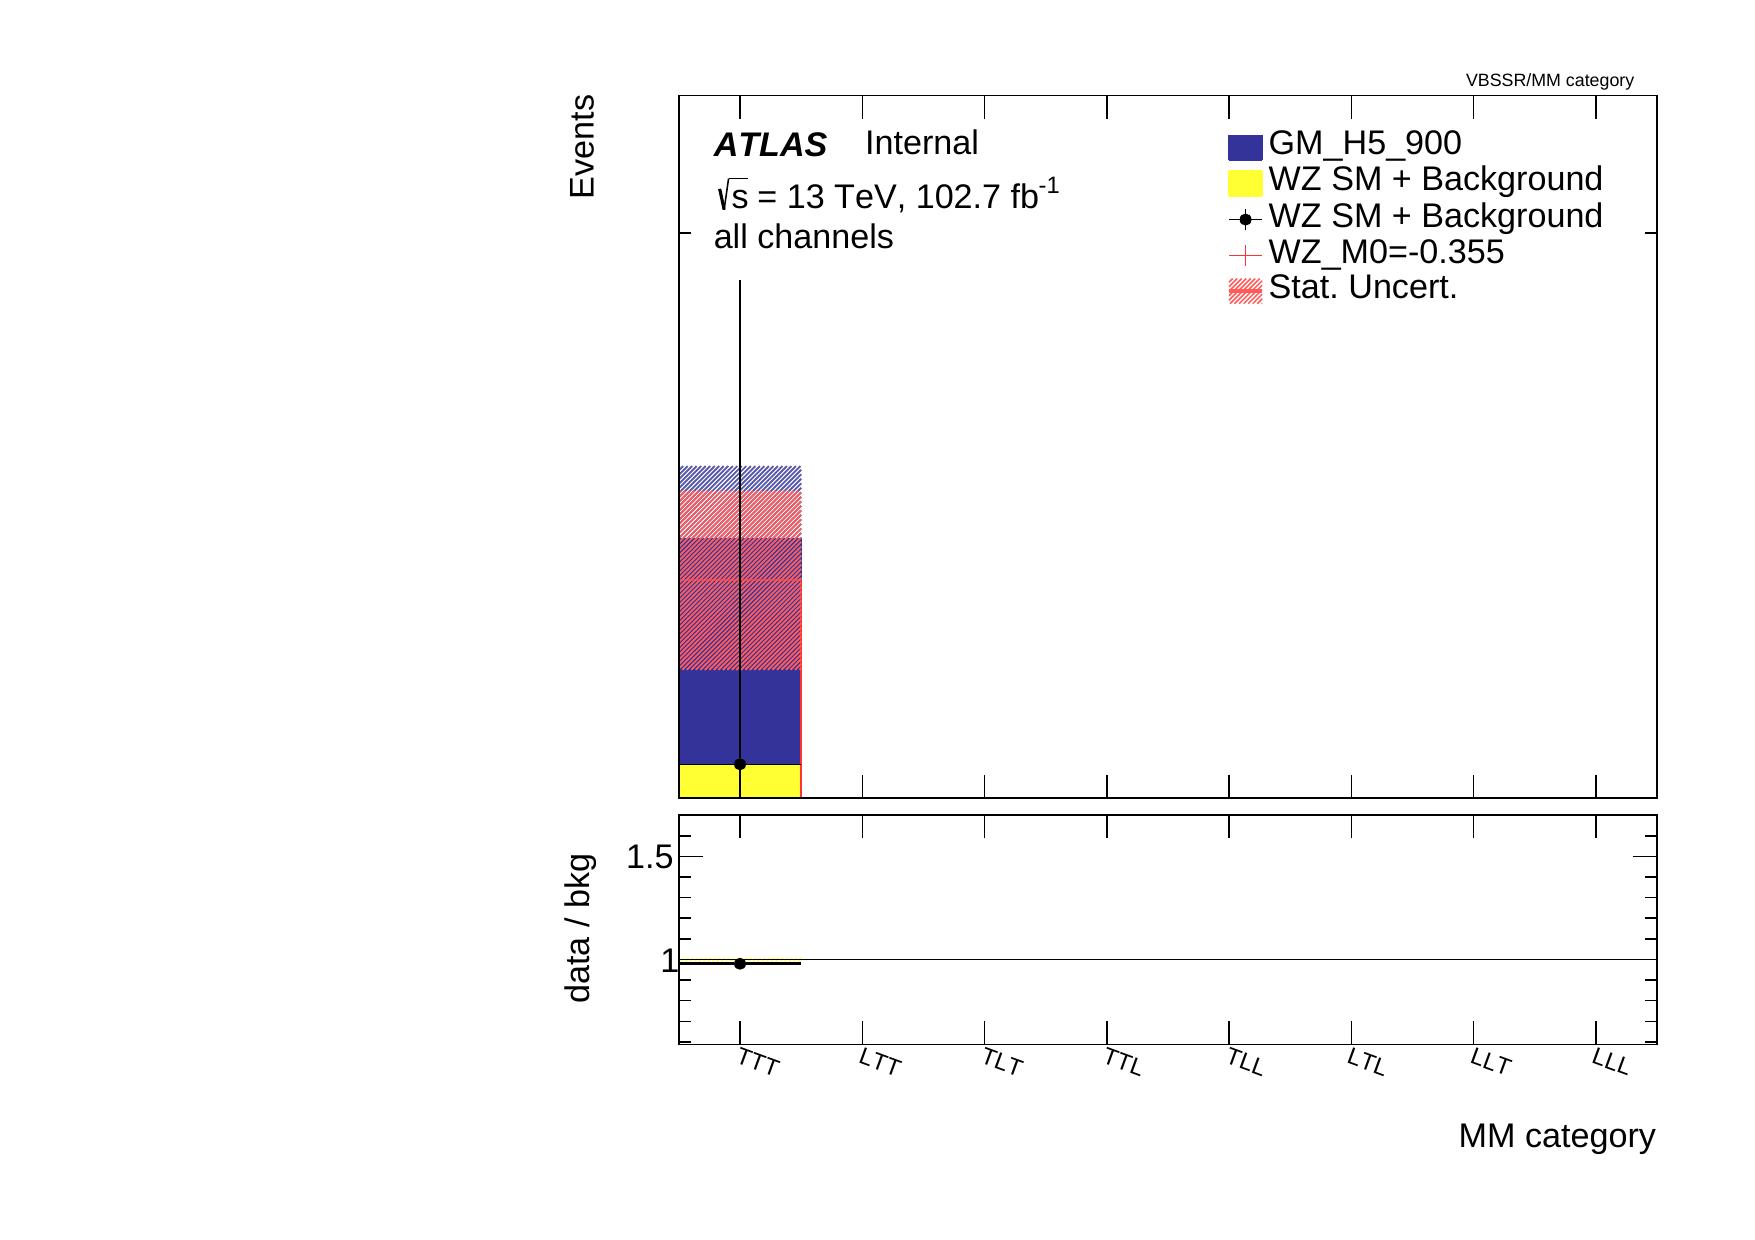 VBSSR/MM category
Events
ATLAS Internal
√s = 13 TeV, 102.7 fb-1
all channels
GM_H5_900
WZ SM + Background
WZ SM + Background
WZ_M0=-0.355
Stat. Uncert.
data / bkg
1.5
1
TTT LTT TLT TTL TLL LTL LLT LLL
MM category